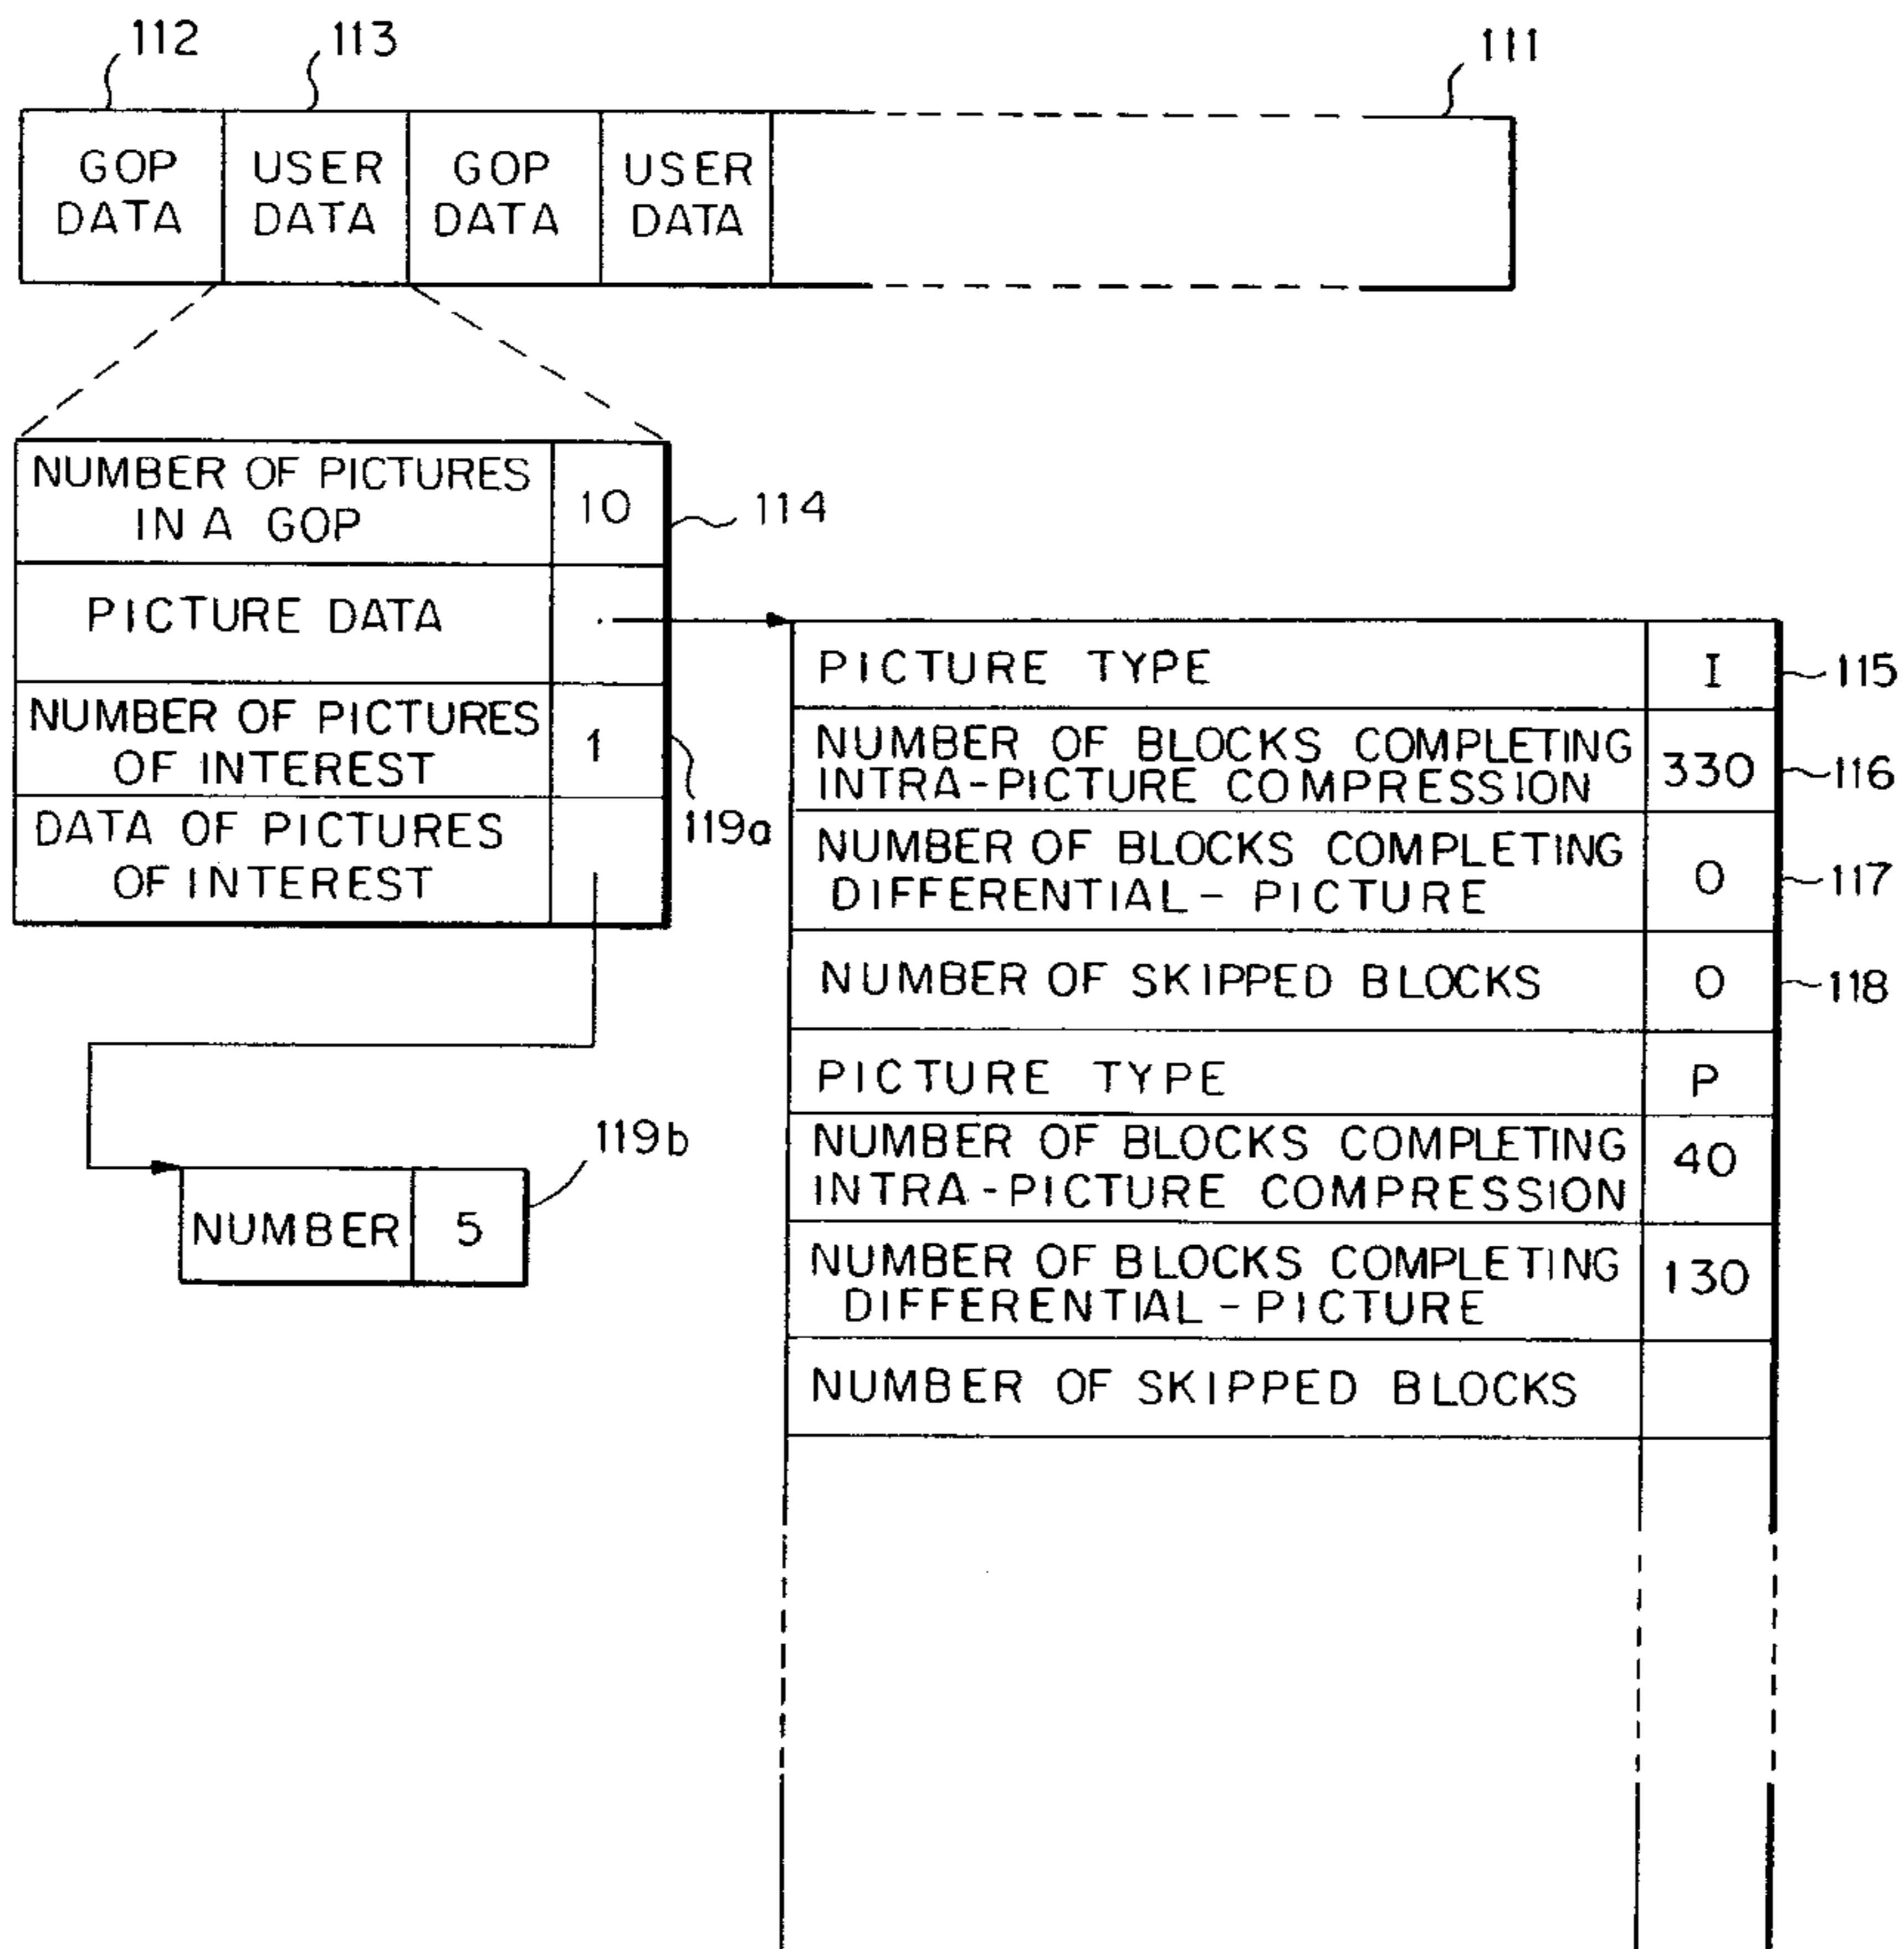 112
113
111
GOP DATA
USER DATA
GOP DATA
USER DATA
NUMBER OF PICTURES
IN A GOP
10
114
PICTURE DATA
NUMBER OF PICTURES
OF INTEREST
1
119a
DATA OF PICTURES
OF INTEREST
NUMBER
5
119b
PICTURE TYPE
I
115
NUMBER OF BLOCKS COMPLETING
INTRA-PICTURE COMPRESSION
330
116
NUMBER OF BLOCKS COMPLETING
DIFFERENTIAL-PICTURE
0
117
NUMBER OF SKIPPED BLOCKS
0
118
PICTURE TYPE
P
NUMBER OF BLOCKS COMPLETING
INTRA-PICTURE COMPRESSION
40
NUMBER OF BLOCKS COMPLETING
DIFFERENTIAL-PICTURE
130
NUMBER OF SKIPPED BLOCKS